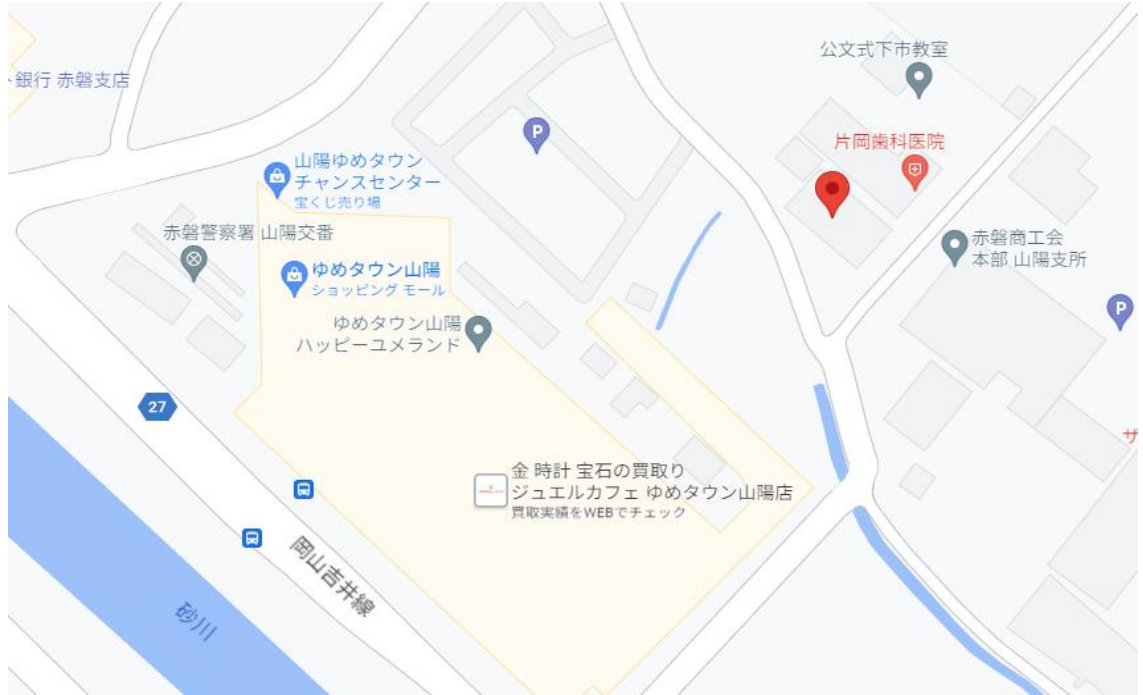 公文式下市教室
ト銀行 赤磐支店
片岡歯科医院
山陽ゆめタウン
チャンスセンター
宝くじ売り場
P
赤磐警察署 山陽交番
赤磐商工会
本部 山陽支所
ゆめタウン山陽
ショッピング モール
P
ゆめタウン山陽
ハッピーユメランド
27
ザ
金 時計 宝石の買取り
ジュエルカフェ ゆめタウン山陽店
買取実績をWEBでチェック
岡山吉井線
砂川